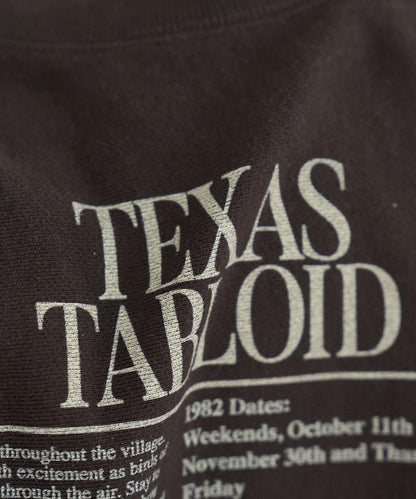 TEXAS
TABLOID
throughout the village.
th excitement as
through the air. Stay
1982 Dates:
Weekends, October 11th
November 30th and
Friday